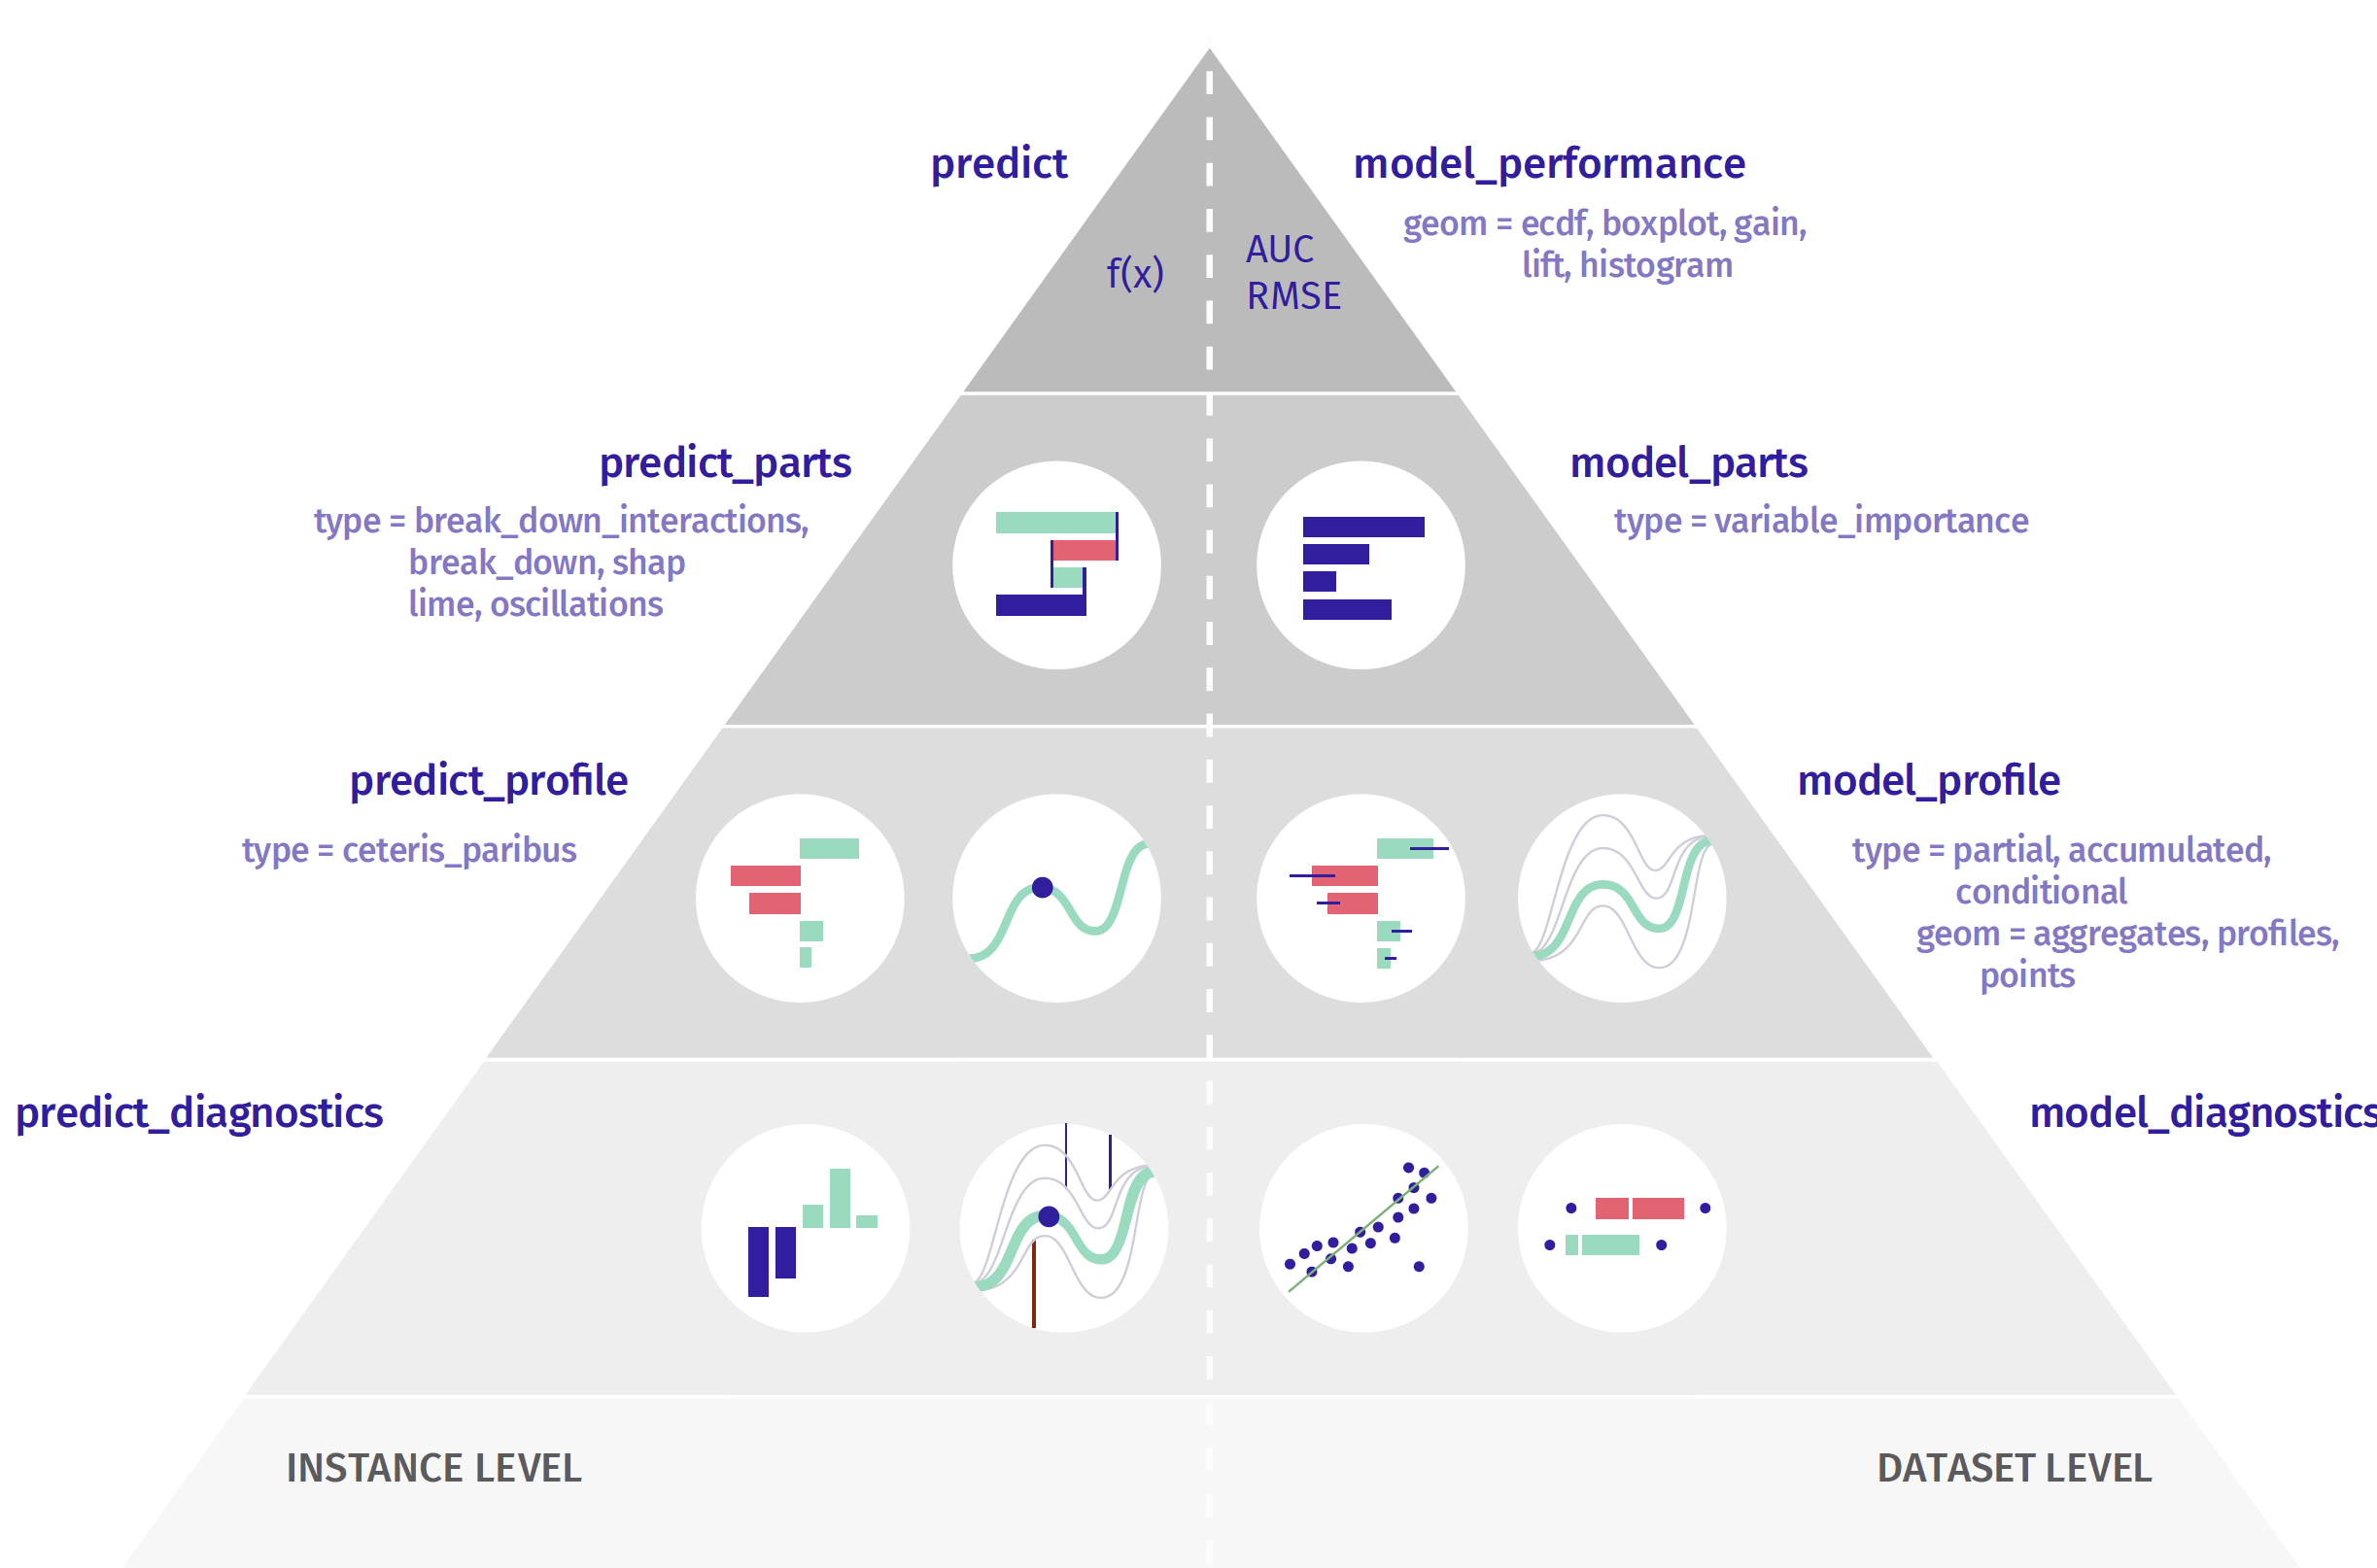 predict
model_performance
geom = ecdf, boxplot, gain,
lift, histogram
f(x)
AUC
RMSE
predict_parts
type = break_down_interactions,
break_down, shap
lime, oscillations
model_parts
type = variable_importance
predict_profile
type = ceteris_paribus
model_profile
type = partial, accumulated,
conditional
geom = aggregates, profiles,
points
predict_diagnostics
model_diagnostics
INSTANCE LEVEL
DATASET LEVEL